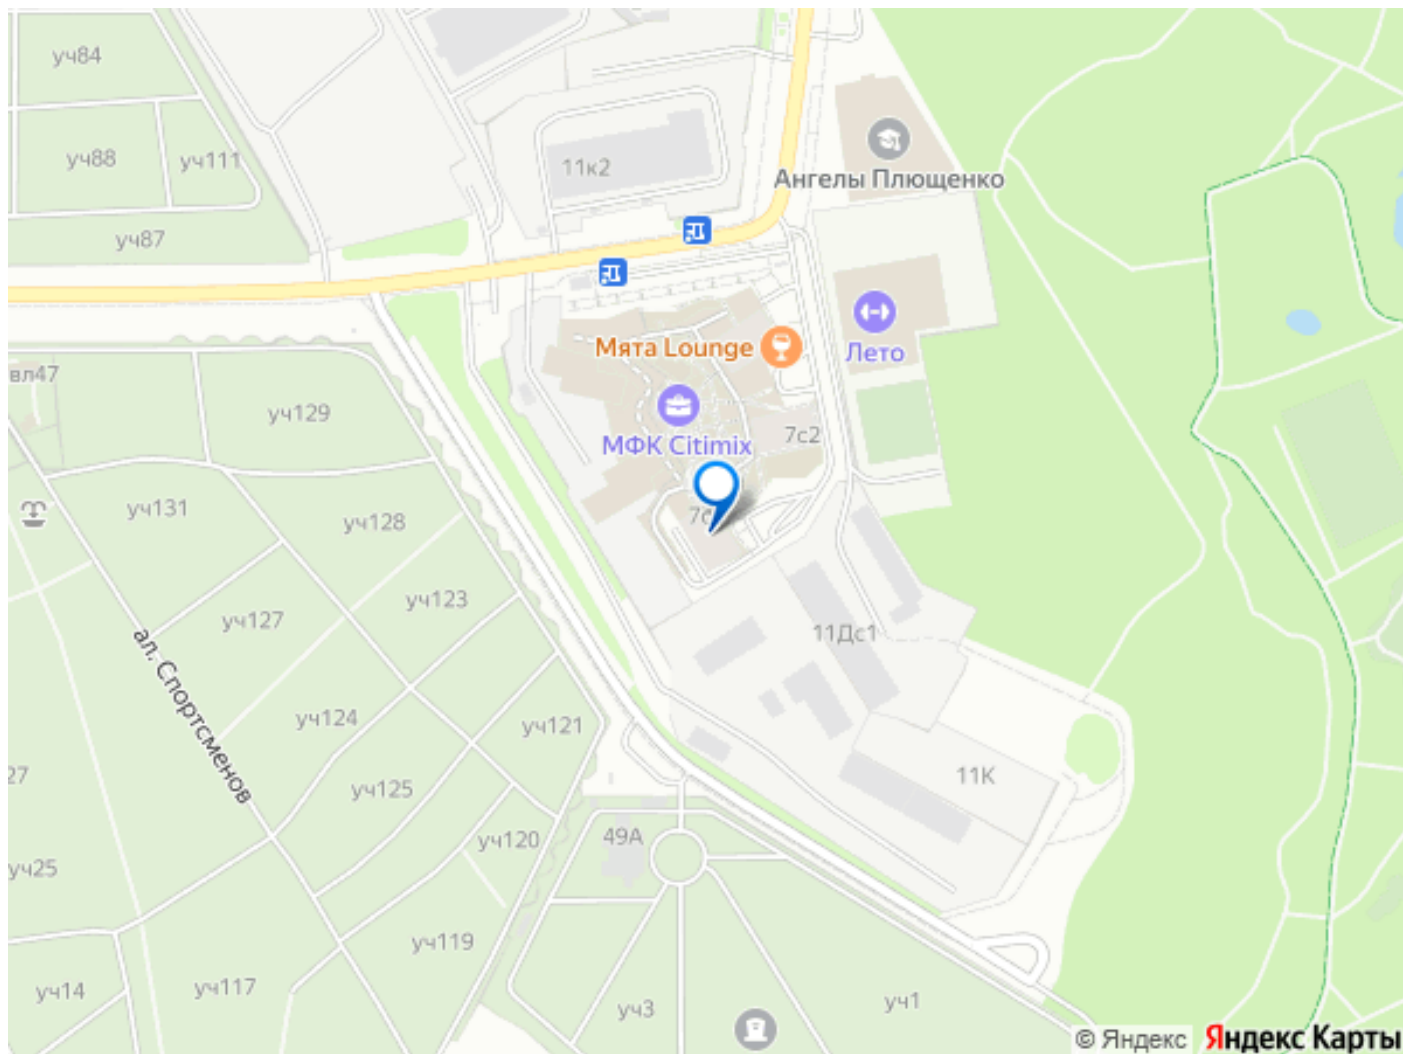 уч84
уч88
уч111
11к2
Ангелы Плющенко
уч87
Мята Lounge
Лето
вл47
уч129
7с2
МФК Citimix
уч131
уч128
уч123
уч127
11Дс1
ал. Спортсменов
уч124
уч121
27
уч125
11К
49А
уч120
уч25
уч119
уч14
уч117
уч3
уч1
© Яндекс
Яндекс Карты